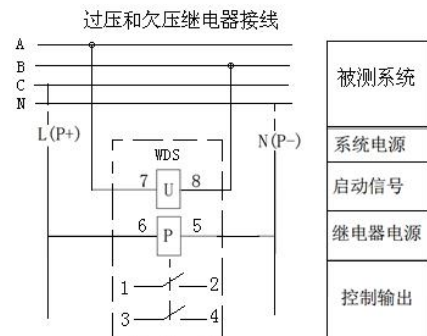 过压和欠压继电器接线
A
B
C
N
L(P+)
N(P-)
WDS
7 U 8
6 P 5
1 2
3 4
被测系统
系统电源
启动信号
继电器电源
控制输出